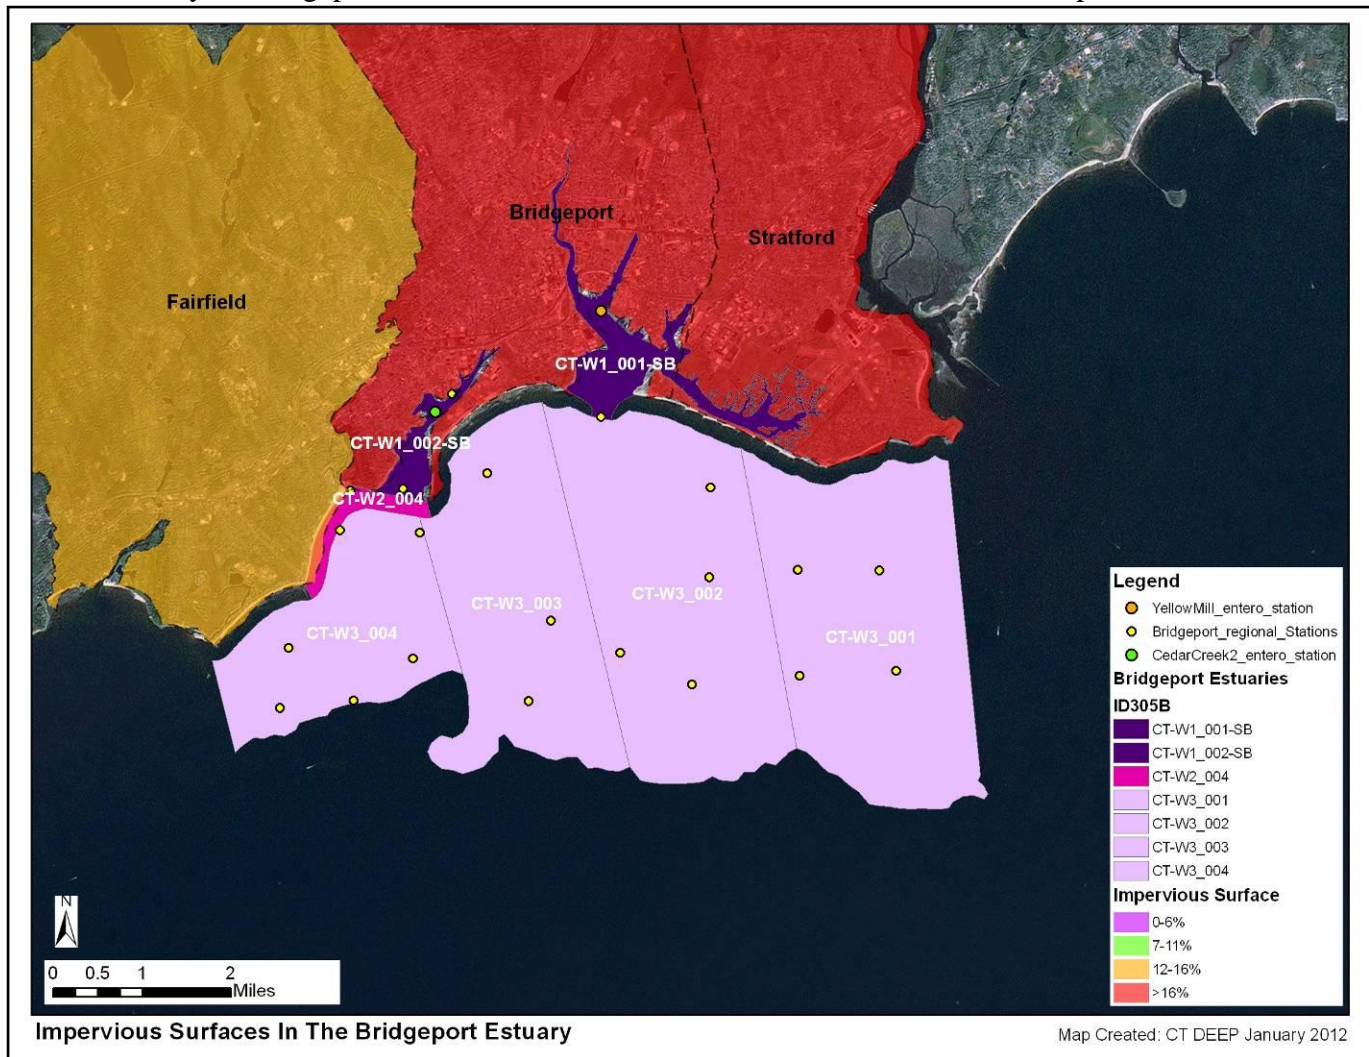 Bridgeport
Stratford
Fairfield
CT-W1_001-SB
CT-W1_002-SB
CT-W2_004
CT-W3_004
CT-W3_003
CT-W3_002
CT-W3_001
Legend
YellowMill_entero_station
Bridgeport_regional_Stations
CedarCreek2_entero_station
Bridgeport Estuaries
ID305B
CT-W1_001-SB
CT-W1_002-SB
CT-W2_004
CT-W3_001
CT-W3_002
CT-W3_003
CT-W3_004
Impervious Surface
0-6%
7-11%
12-16%
>16%
N
0 0.5 1 2
Miles
Impervious Surfaces In The Bridgeport Estuary
Map Created: CT DEEP January 2012